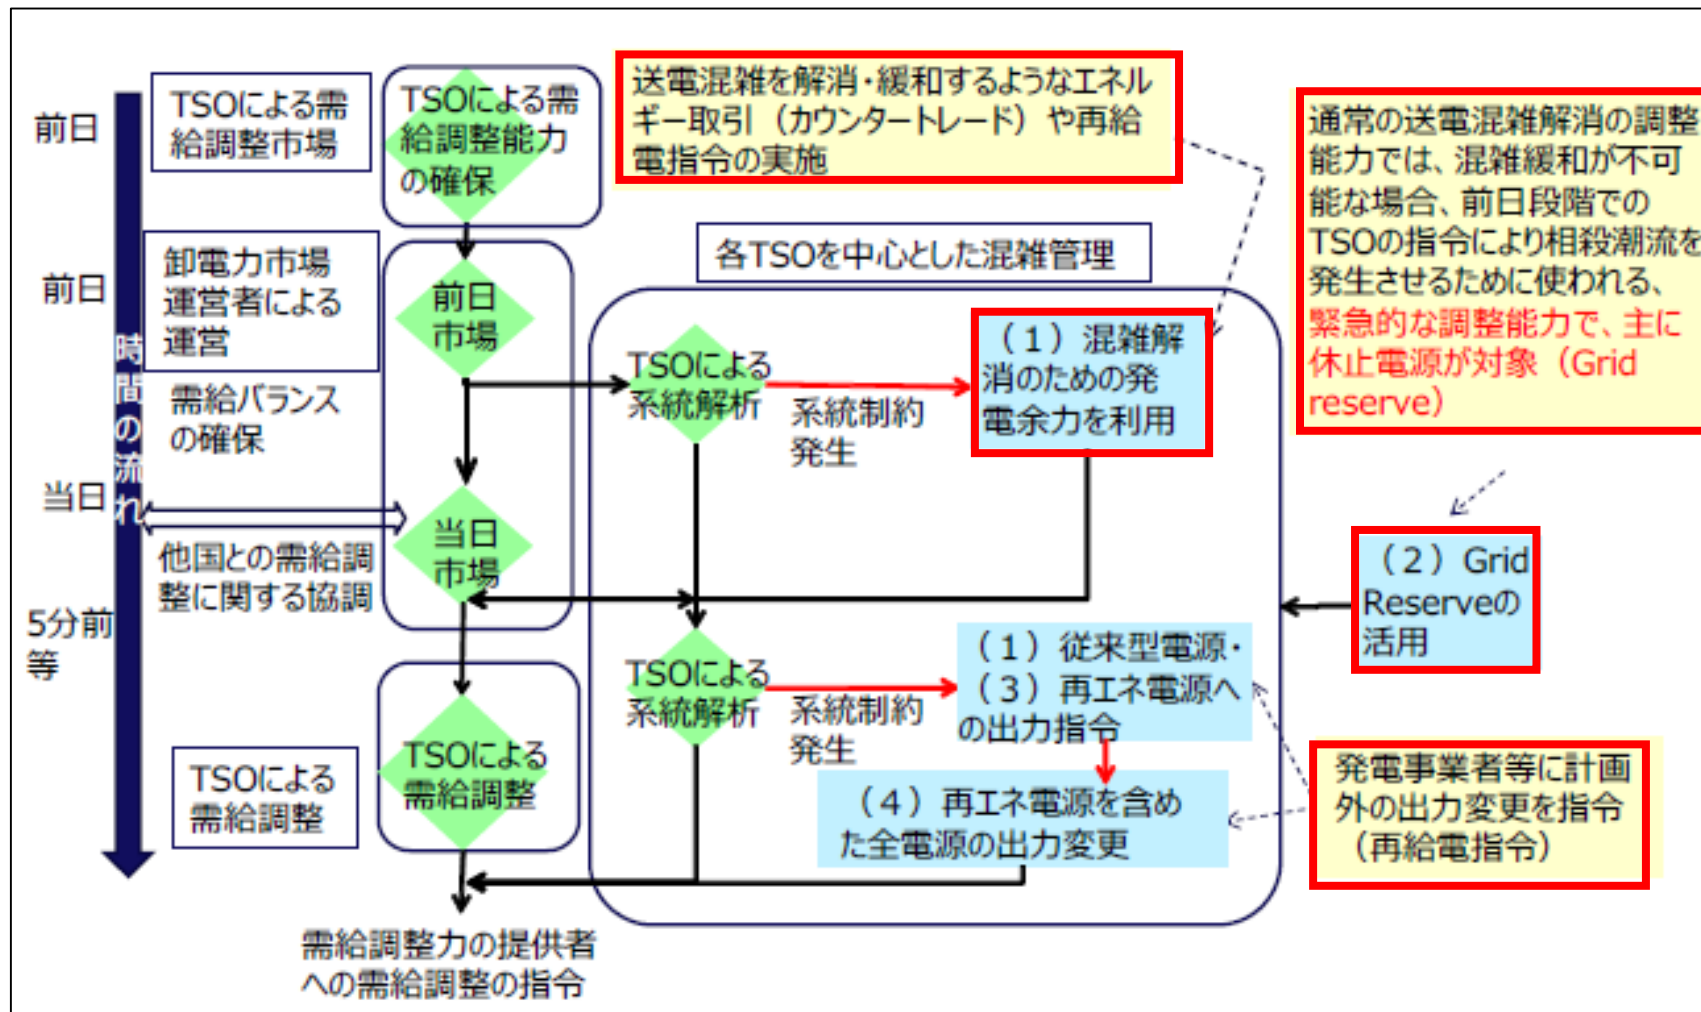 前日
TSOによる需
給調整市場
TSOによる需
給調整能力
の確保
送電混雑を解消・緩和するようなエネル
ギー取引（カウンタートレード）や再給
電指令の実施
通常の送電混雑解消の調整
能力では、混雑緩和が不可
能な場合、前日段階での
TSOの指令により相殺潮流を
発生させるために使われる、
緊急的な調整能力で、主に
休止電源が対象（Grid
reserve）
前日
卸電力市場
運営者による
運営
前日
市場
各TSOを中心とした混雑管理
時間の流れ
需給バランス
の確保
TSOによる
系統解析
系統制約
発生
（１）混雑解
消のための発
電余力を利用
当日
他国との需給調
整に関する協調
当日
市場
（２）Grid
Reserveの
活用
5分前
等
TSOによる
系統解析
系統制約
発生
（１）従来型電源・
（３）再エネ電源へ
の出力指令
TSOによる
需給調整
TSOによる
需給調整
（４）再エネ電源を含め
た全電源の出力変更
発電事業者等に計画
外の出力変更を指令
（再給電指令）
需給調整力の提供者
への需給調整の指令